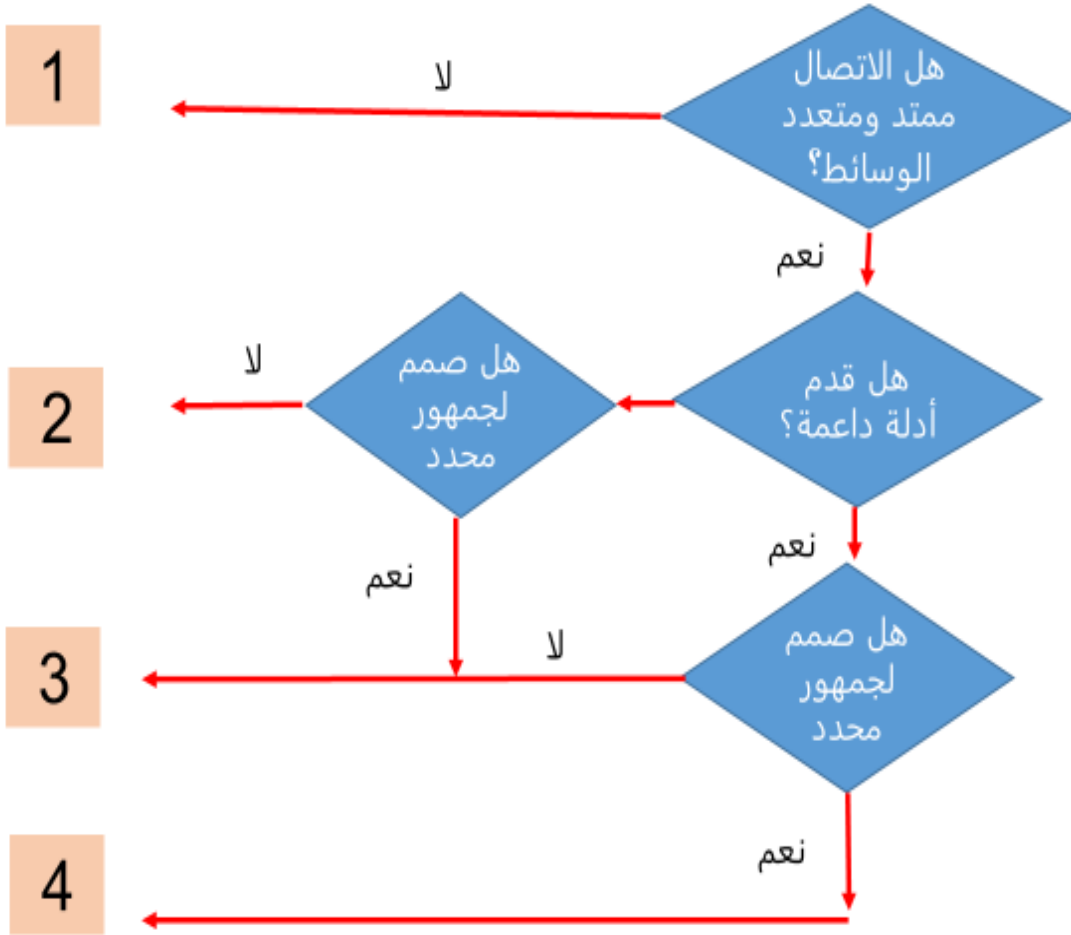 1
لا
هل الاتصال
ممتد ومتعدد
الوسائط؟
نعم
2
لا
هل صمم
لجمهور
محدد
هل قدم
أدلة داعمة؟
نعم
نعم
3
لا
هل صمم
لجمهور
محدد
نعم
4